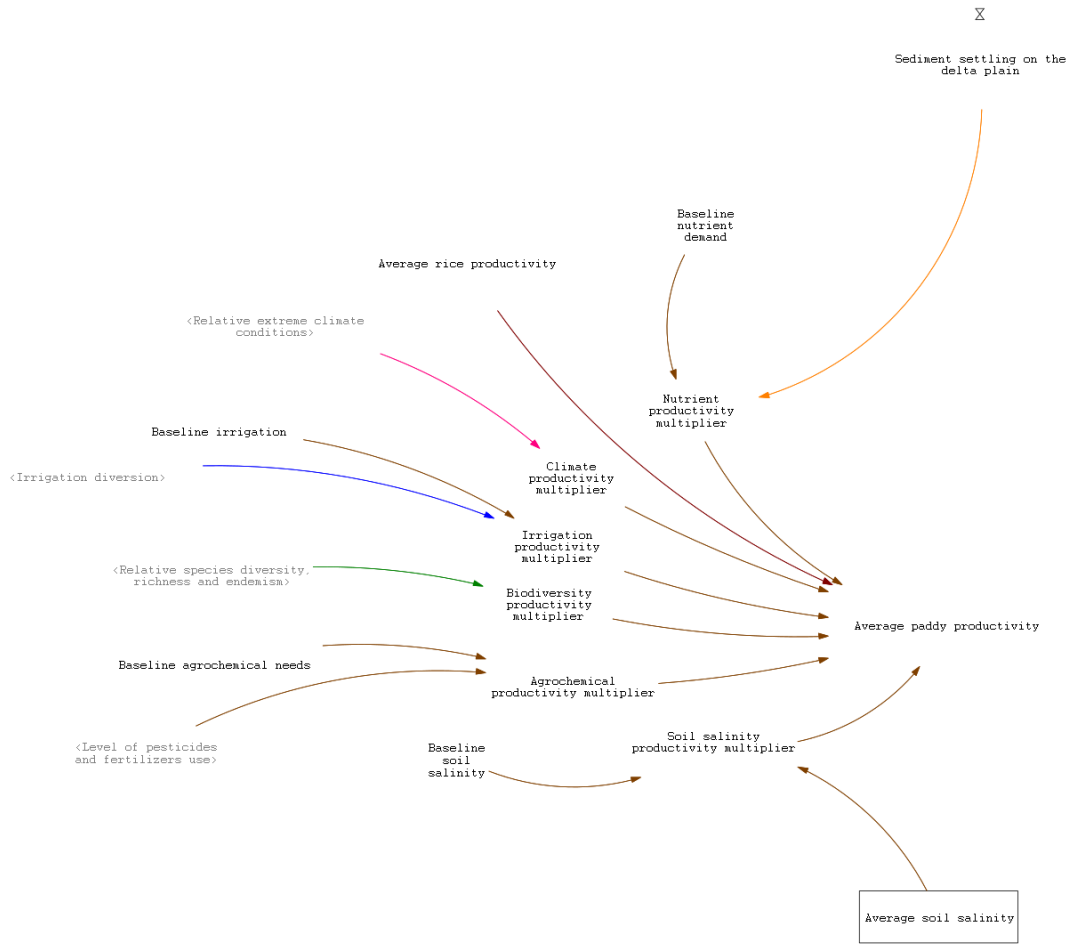 Sediment settling on the
delta plain
Baseline
nutrient
demand
Average rice productivity
<Relative extreme climate
conditions>
Nutrient
productivity
multiplier
Baseline irrigation
<Irrigation diversion>
Climate
productivity
multiplier
Irrigation
productivity
multiplier
<Relative species diversity,
richness and endemism>
Biodiversity
productivity
multiplier
Average paddy productivity
Baseline agrochemical needs
Agrochemical
productivity multiplier
<Level of pesticides
and fertilizers use>
Baseline
soil
salinity
Soil salinity
productivity multiplier
Average soil salinity